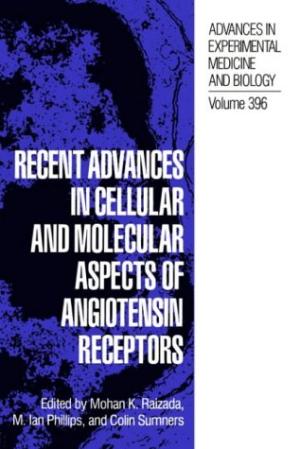 ADVANCES IN
EXPERIMENTAL
MEDICINE
AND BIOLOGY
Volume 396
RECENT ADVANCES
IN CELLULAR
AND MOLECULAR
ASPECTS OF
ANGIOTENSIN
RECEPTORS
Edited by Mohan K. Raizada,
M. Ian Phillips, and Colin Sumners